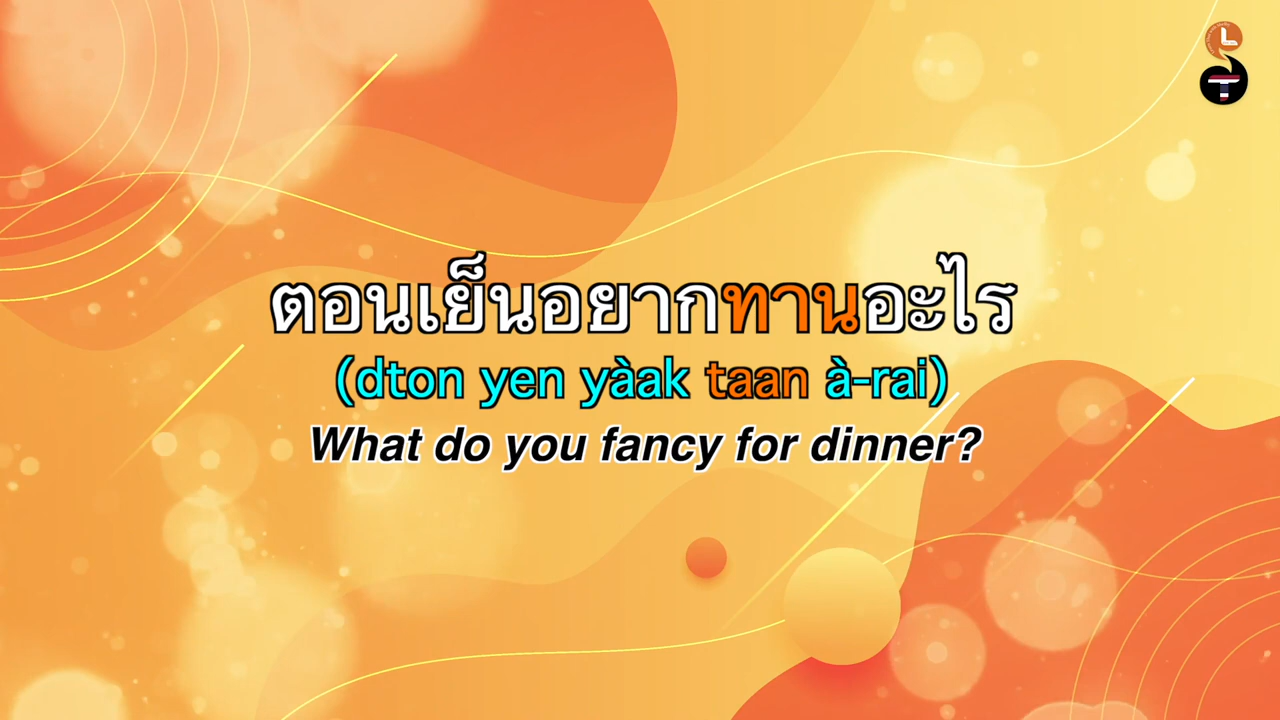 ตอนเย็นอยากทานอะไร
(dton yen yàak taan à-rai)
What do you fancy for dinner?